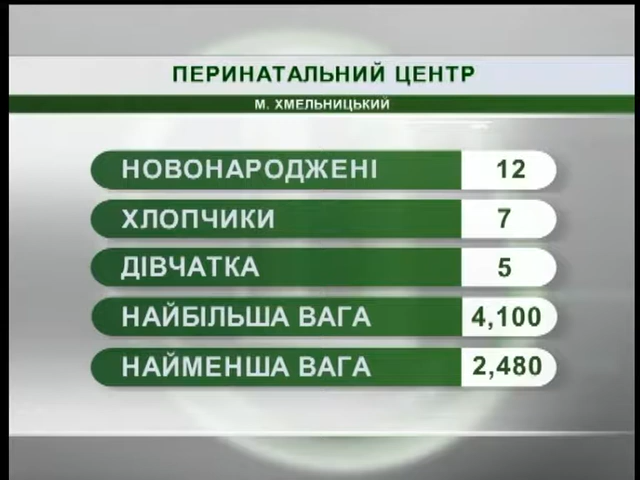 ПЕРИНАТАЛЬНИЙ ЦЕНТР
М. ХМЕЛЬНИЦЬКИЙ
НОВОНАРОДЖЕНІ 12
ХЛОПЧИКИ 7
ДІВЧАТКА 5
НАЙБІЛЬША ВАГА 4,100
НАЙМЕНША ВАГА 2,480